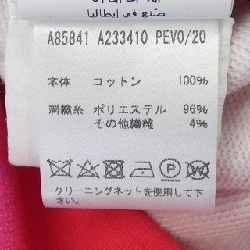 صنع في إيطاليا
A85841 A233410 PEVO/20
本体 コットン 100%
刺繍糸 ポリエステル 96%
その他繊維 4%
クリーニングネットを使用して下さい